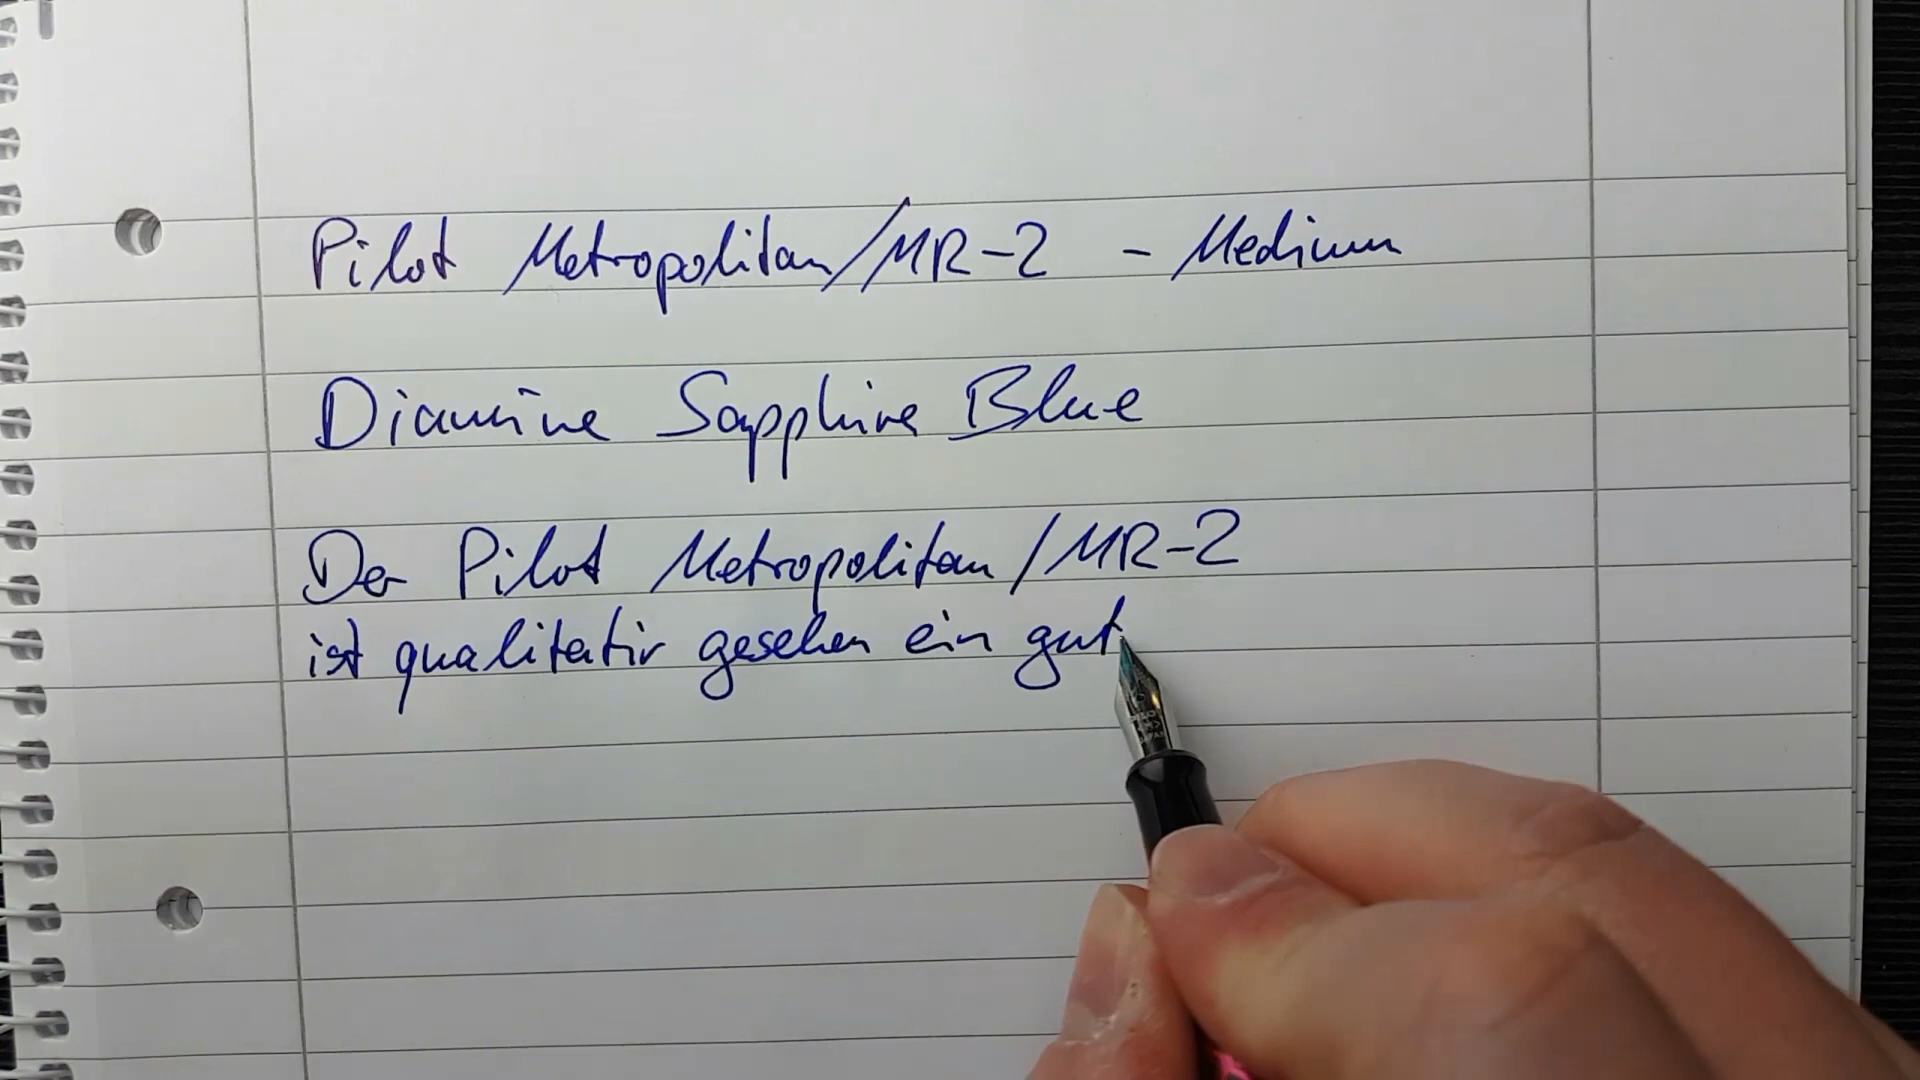 Pilot Metropolitan/MR-2 - Medium
Diamine Sapphire Blue
Der Pilot Metropolitan/MR-2
ist qualitativ gesehen ein gut